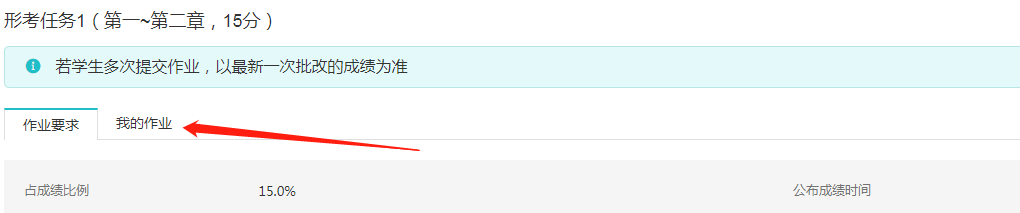 形考任务1（第一~第二章，15分）
若学生多次提交作业，以最新一次批改的成绩为准
作业要求 我的作业
占成绩比例 15.0% 公布成绩时间